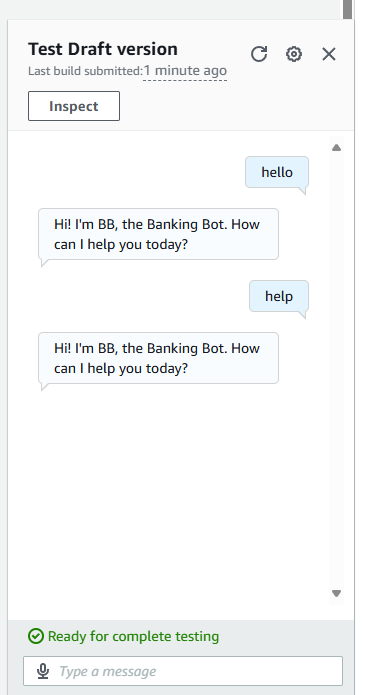 Test Draft version
Last build submitted:1 minute ago
Inspect
hello
Hi! I'm BB, the Banking Bot. How
can I help you today?
help
Hi! I'm BB, the Banking Bot. How
can I help you today?
Ready for complete testing
Type a message